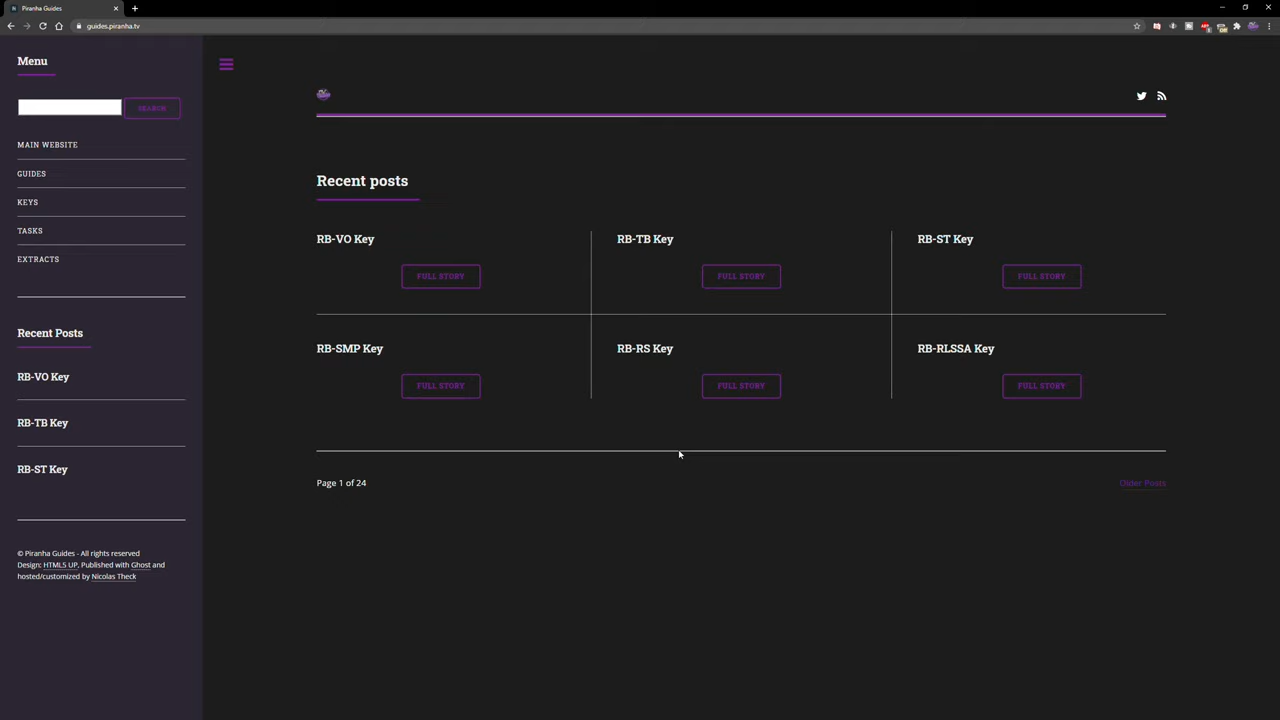 Piranha Guides
guides.piranha.tv
Menu
SEARCH
MAIN WEBSITE
GUIDES
KEYS
TASKS
EXTRACTS
Recent Posts
RB-VO Key
RB-TB Key
RB-ST Key
© Piranha Guides - All rights reserved
Design: HTML5 UP, Published with Ghost and
hosted/customized by Nicolas Theck
Recent posts
RB-VO Key
FULL STORY
RB-TB Key
FULL STORY
RB-ST Key
FULL STORY
RB-SMP Key
FULL STORY
RB-RS Key
FULL STORY
RB-RLSSA Key
FULL STORY
Page 1 of 24
Older Posts